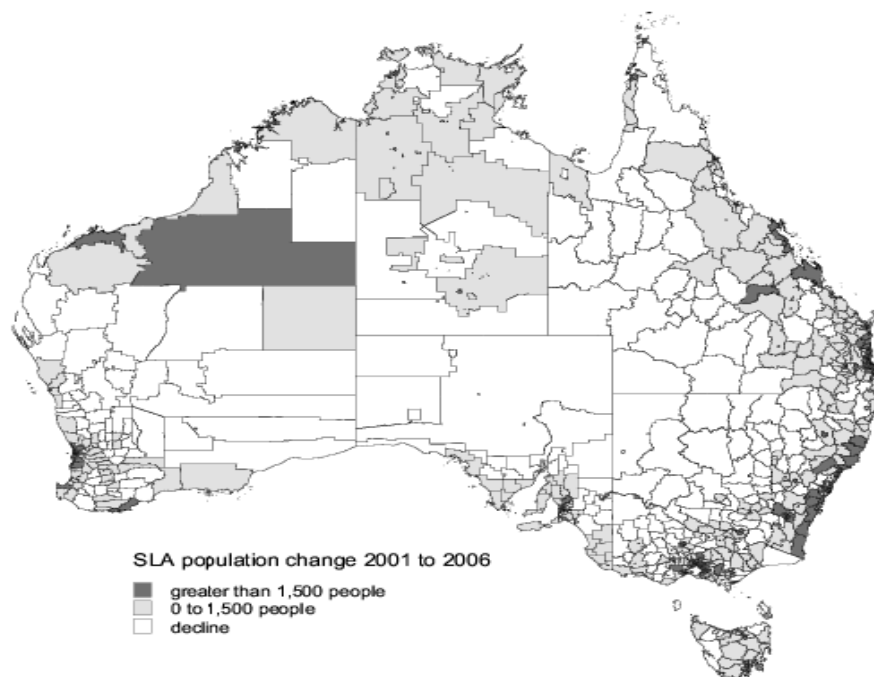 SLA population change 2001 to 2006
greater than 1,500 people
0 to 1,500 people
decline